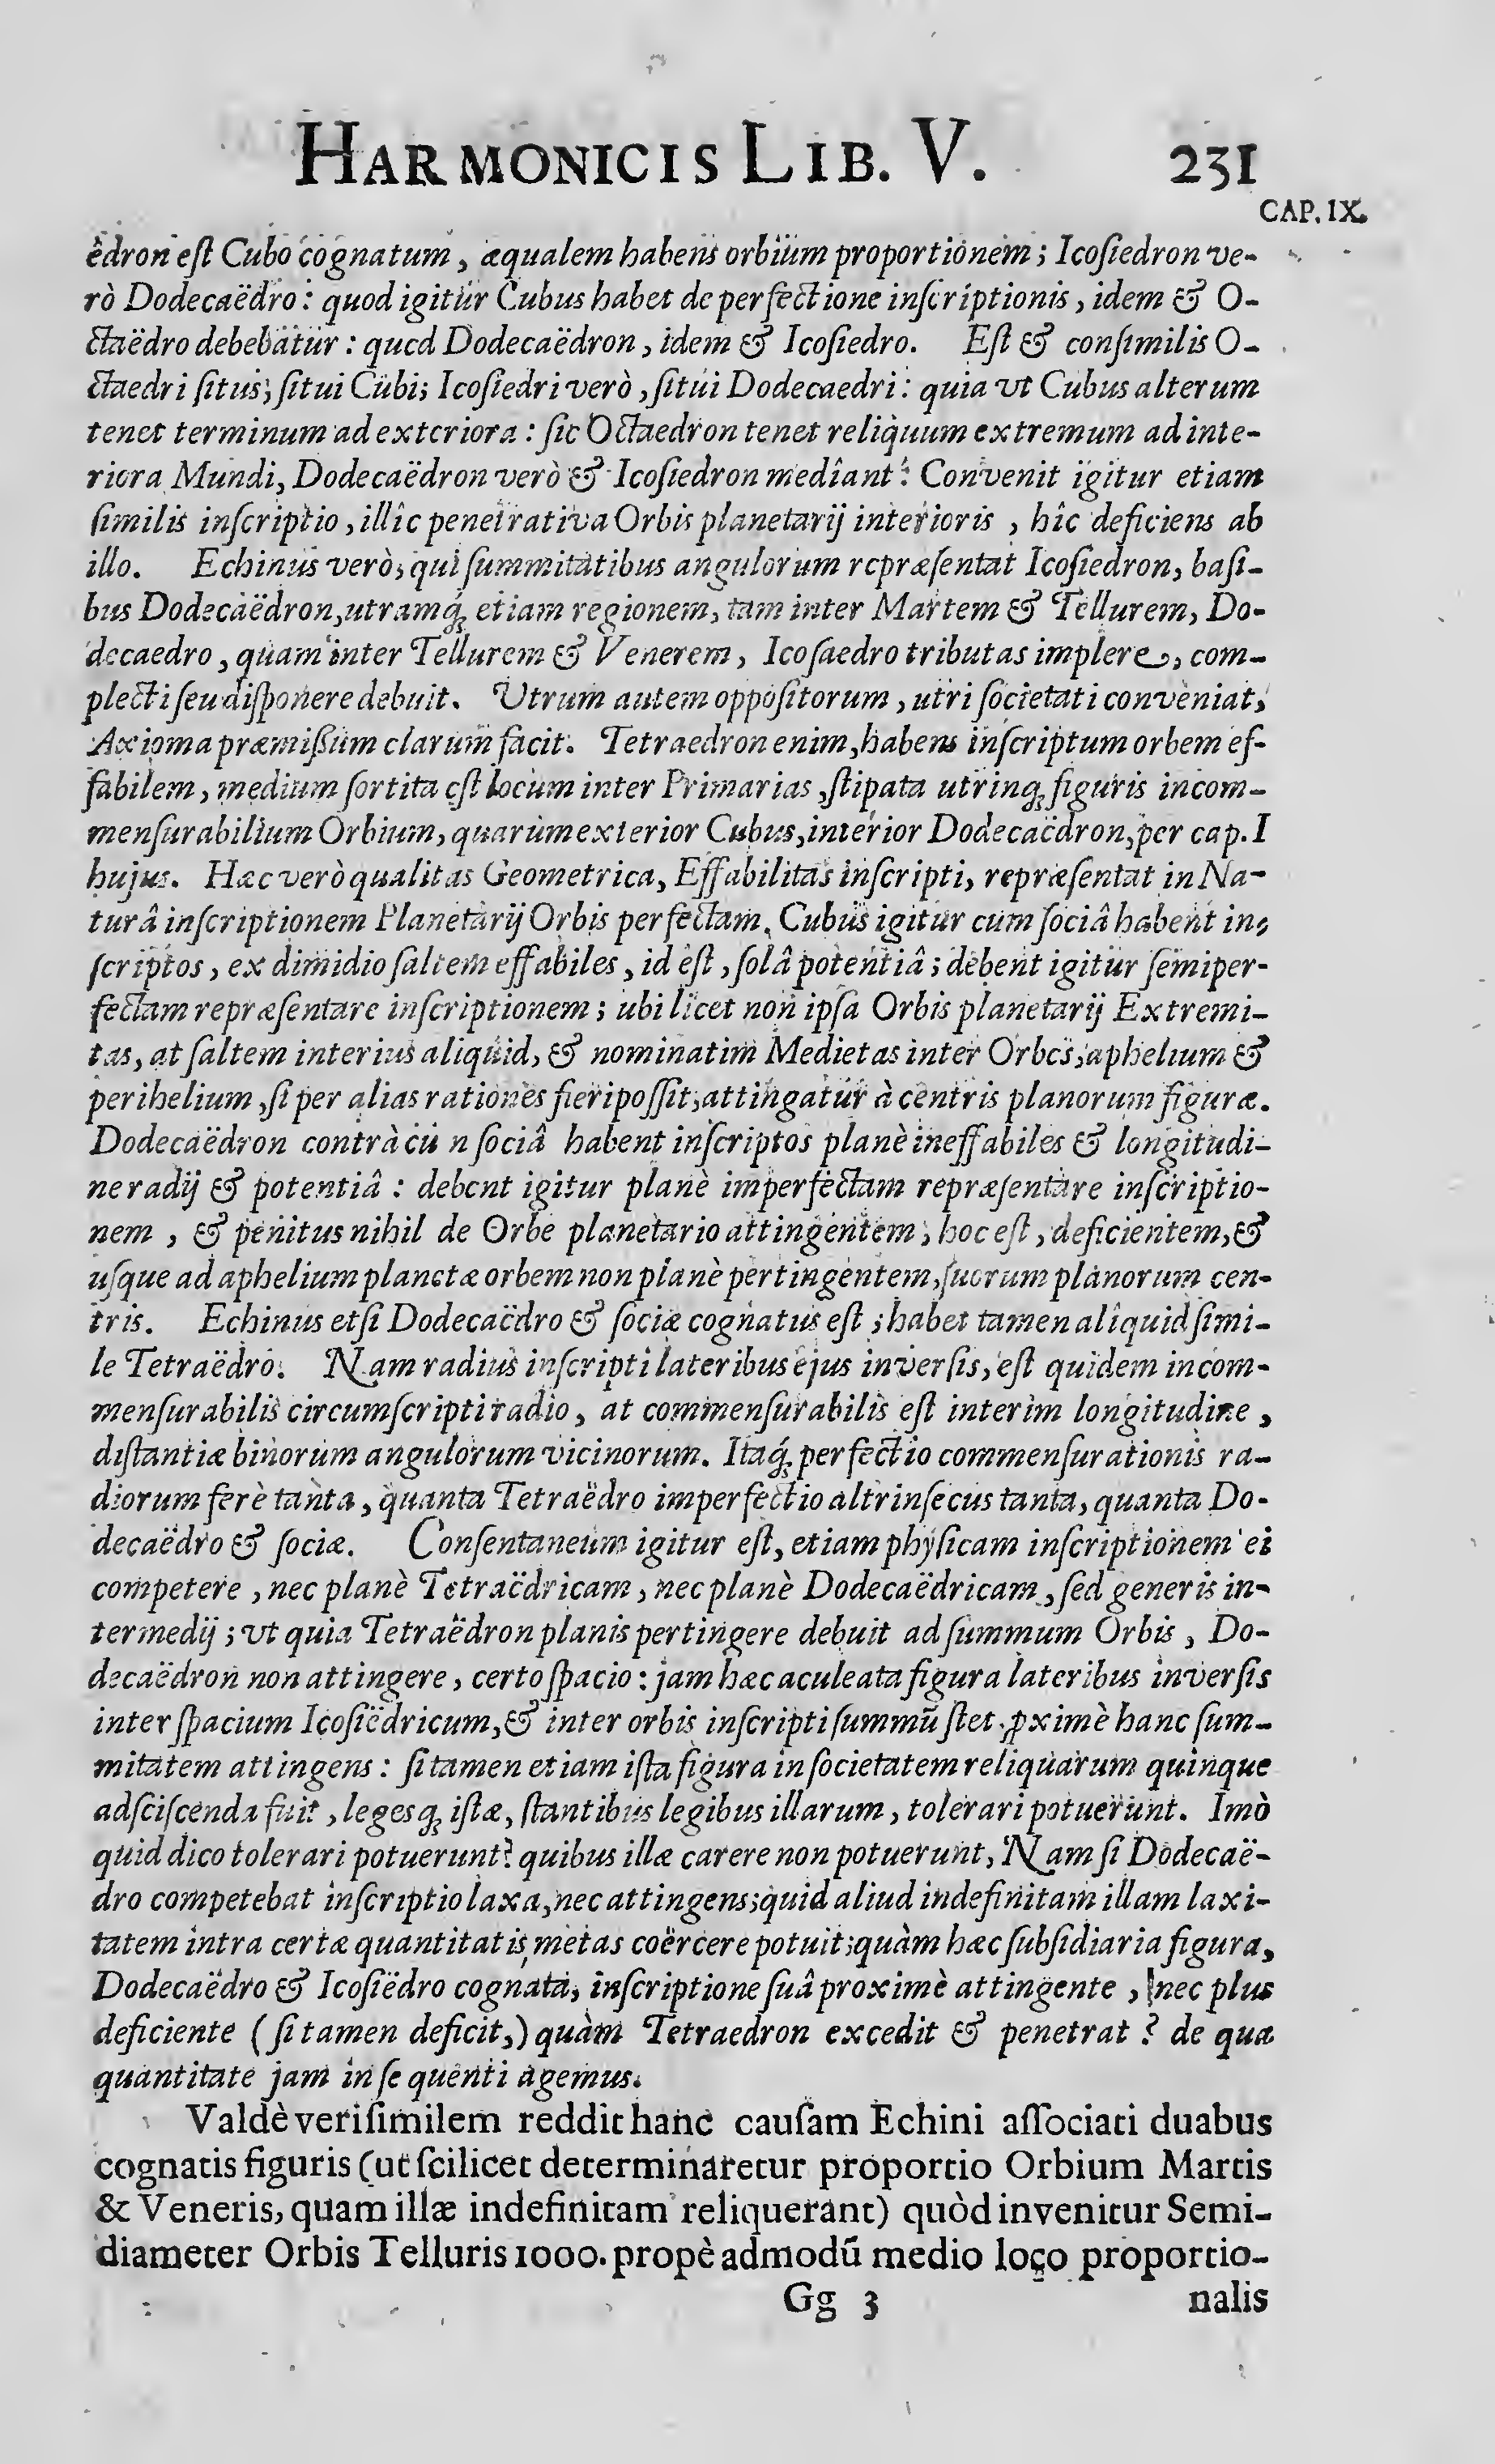 HARMONICIS LIB. V. 231
CAP. IX.
ëdron eſt Cubo cognatum, æqualem habens orbium proportionem; Icoſiedron ve-
rò Dodecaëdro: quod igitur Cubus habet de perfectione inſcriptionis, idem & O-
ctaëdro debebatur: quod Dodecaëdron, idem & Icoſiedro. Eſt & conſimilis O-
ctaedri ſitus, ſitui Cubi; Icoſiedri verò, ſitui Dodecaedri: quia ut Cubus alterum
tenet terminum ad exteriora: ſic Octaedron tenet reliquum extremum ad inte-
riora Mundi, Dodecaëdron verò & Icoſiedron mediant: Convenit igitur etiam
ſimilis inſcriptio, illîc penetrativa Orbis planetarij interioris, hîc deficiens ab
illo. Echinus verò, qui ſummitatibus angulorum repræſentat Icoſiedron, baſi-
bus Dodecaëdron, utramq́ꝫ etiam regionem, tam inter Martem & Tellurem, Do-
decaedro, quam inter Tellurem & Venerem, Icoſaedro tributas implere, com-
plecti ſeu diſponere debuit. Utrum autem oppoſitorum, utri ſocietati conveniat,
Axioma præmißum clarum facit. Tetraedron enim, habens inſcriptum orbem ef-
fabilem, medium ſortita eſt locum inter Primarias, ſtipata utrinqꝫ figuris incom-
menſurabilium Orbium, quarum exterior Cubus, interior Dodecaëdron, per cap. I
hujus. Hæc verò qualitas Geometrica, Effabilitas inſcripti, repræſentat in Na-
turâ inſcriptionem Planetarij Orbis perfectam. Cubus igitur cum ſociâ habent in-
ſcriptos, ex dimidio ſaltem effabiles, id eſt, ſolâ potentiâ; debent igitur ſemiper-
fectam repræſentare inſcriptionem; ubi licet non ipſa Orbis planetarij Extremi-
tas, at ſaltem interius aliquid, & nominatim Medietas inter Orbes, aphelium &
perihelium, ſi per alias rationes fieri poſſit, attingatur à centris planorum figuræ.
Dodecaëdron contrà cū n ſociâ habent inſcriptos planè ineffabiles & longitudi-
ne radij & potentiâ: debent igitur planè imperfectam repræſentare inſcriptio-
nem, & penitus nihil de Orbe planetario attingentem; hoc eſt, deficientem, &
uſque ad aphelium planetæ orbem non planè pertingentem, ſuorum planorum cen-
tris. Echinus etſi Dodecaëdro & ſociæ cognatus eſt; habet tamen aliquid ſimi-
le Tetraëdro. Nam radius inſcripti lateribus ejus inverſis, eſt quidem incom-
menſurabilis circumſcripti radio, at commenſurabilis eſt interim longitudine,
diſtantiæ binorum angulorum vicinorum. Itaq́ꝫ perfectio commenſurationis ra-
diorum ferè tanta, quanta Tetraëdro imperfectio altrinſecus tanta, quanta Do-
decaëdro & ſociæ. Conſentaneum igitur eſt, etiam phyſicam inſcriptionem ei
competere, nec planè Tetraëdricam, nec planè Dodecaëdricam, ſed generis in-
termedij; ut quia Tetraëdron planis pertingere debuit ad ſummum Orbis, Do-
decaëdron non attingere, certo ſpacio: jam hæc aculeata figura lateribus inverſis
inter ſpacium Icoſiëdricum, & inter orbis inſcripti ſummū ſtet ꝓximè hanc ſum-
mitatem attingens: ſi tamen etiam iſta figura in ſocietatem reliquarum quinque
adſciſcenda fuit, legesqꝫ iſtæ, ſtantibus legibus illarum, tolerari potuerunt. Imò
quid dico tolerari potuerunt? quibus illæ carere non potuerunt, Nam ſi Dodecaë-
dro competebat inſcriptio laxa, nec attingens; quid aliud indefinitam illam laxi-
tatem intra certæ quantitatis metas coërcere potuit; quàm hæc ſubſidiaria figura,
Dodecaëdro & Icoſiëdro cognata, inſcriptione ſuâ proximè attingente, nec plus
deficiente (ſi tamen deficit,) quàm Tetraedron excedit & penetrat? de qua
quantitate jam in ſequenti agemus.
Valdè veriſimilem reddit hanc cauſam Echini aſſociati duabus
cognatis figuris (ut ſcilicet determinaretur proportio Orbium Martis
& Veneris, quam illæ indefinitam reliquerant) quòd invenitur Semi-
diameter Orbis Telluris 1000. propè admodū medio loco proportio-
Gg 3 nalis